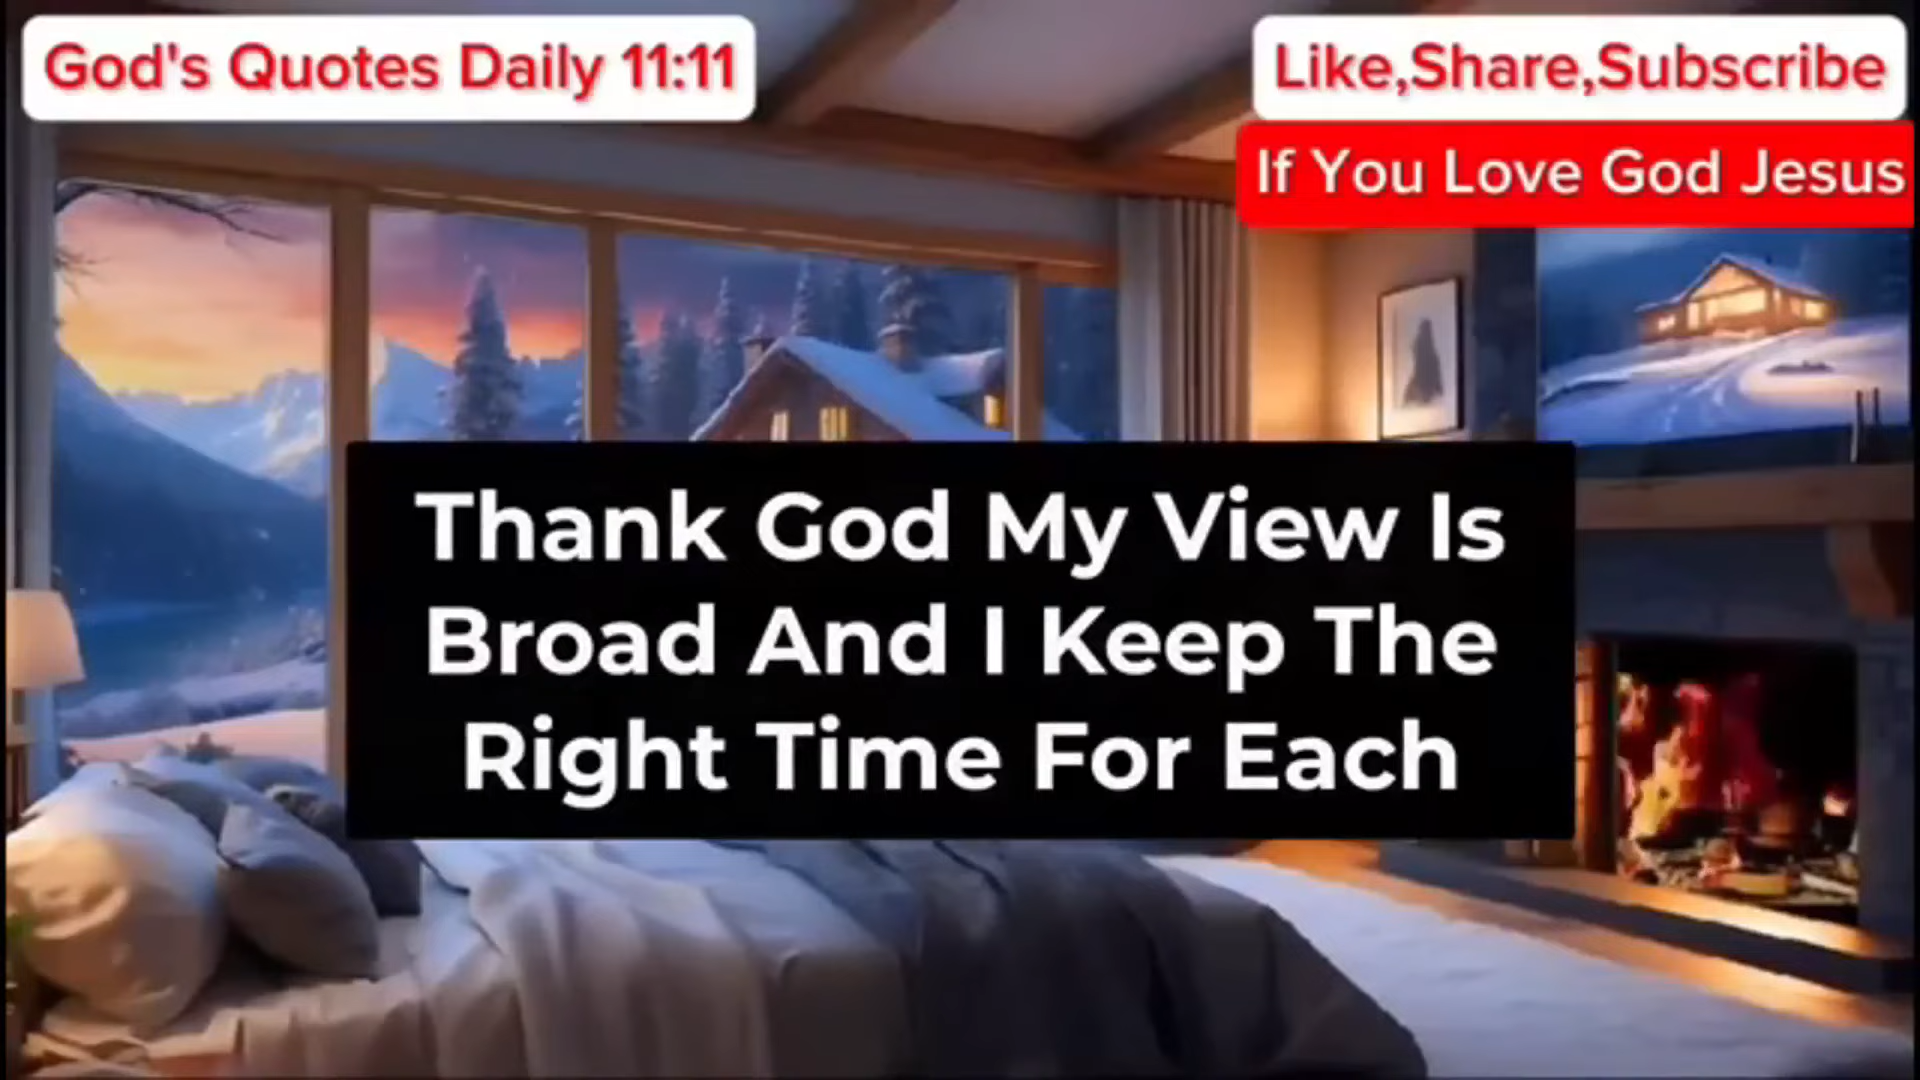 God's Quotes Daily 11:11
Like,Share,Subscribe
If You Love God Jesus
Thank God My View Is
Broad And I Keep The
Right Time For Each